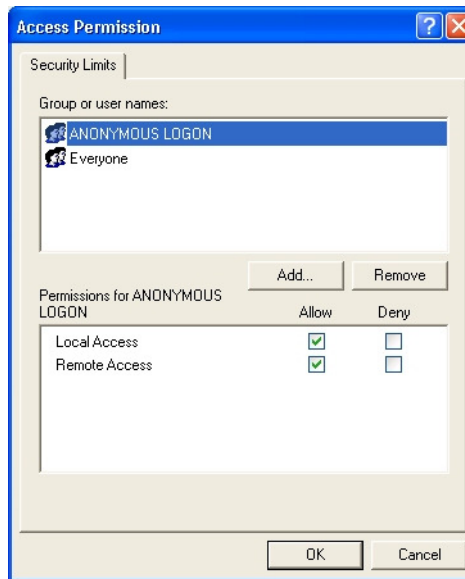 Access Permission
Security Limits
Group or user names:
ANONYMOUS LOGON
Everyone
Add... Remove
Permissions for ANONYMOUS
LOGON Allow Deny
Local Access
Remote Access
OK Cancel